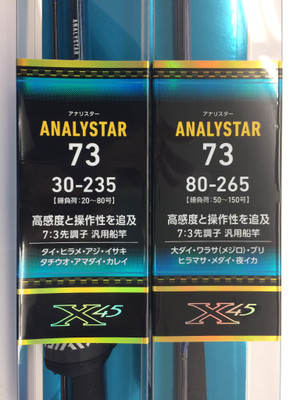 ANALYSTAR
アナリスター
ANALYSTAR
73
30-235
【錘負荷:20~80号】
高感度と操作性を追及
7:3先調子 汎用船竿
タイ・ヒラメ・アジ・イサキ
タチウオ・アマダイ・カレイ
X45
アナリスター
ANALYSTAR
73
80-265
【錘負荷:50~150号】
高感度と操作性を追及
7:3先調子 汎用船竿
大ダイ・ワラサ(メジロ)・ブリ
ヒラマサ・メダイ・夜イカ
X45